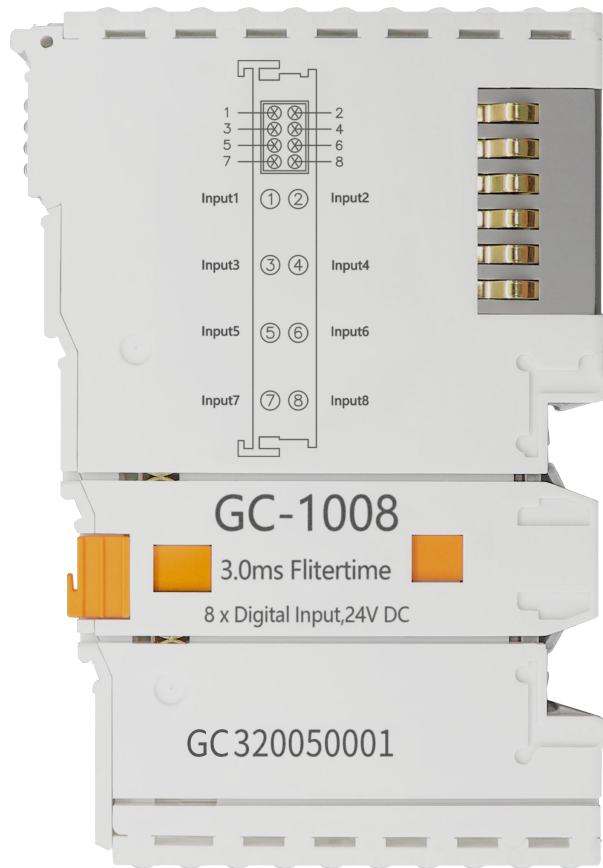 1 2
3 4
5 6
7 8
Input1 1 2 Input2
Input3 3 4 Input4
Input5 5 6 Input6
Input7 7 8 Input8
GC-1008
3.0ms Flitertime
8 x Digital Input,24V DC
GC320050001